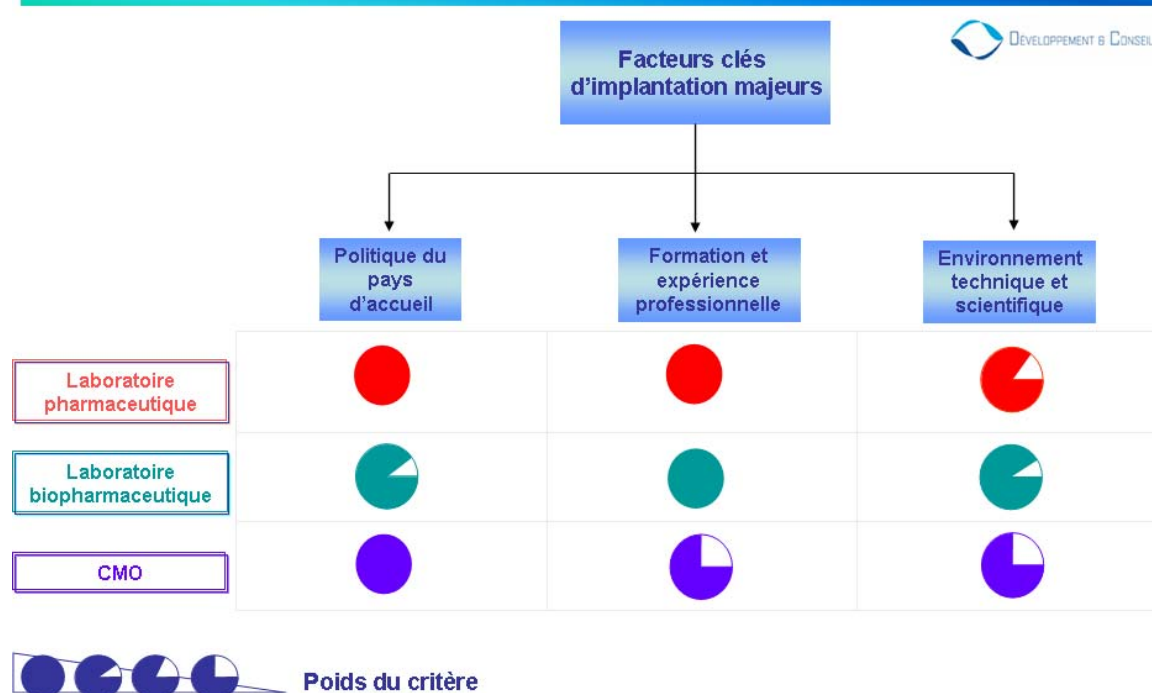 DÉVELOPPEMENT & CONSEIL
Facteurs clés
d'implantation majeurs
Politique du
pays
d'accueil
Formation et
expérience
professionnelle
Environnement
technique et
scientifique
Laboratoire
pharmaceutique
Laboratoire
biopharmaceutique
CMO
Poids du critère